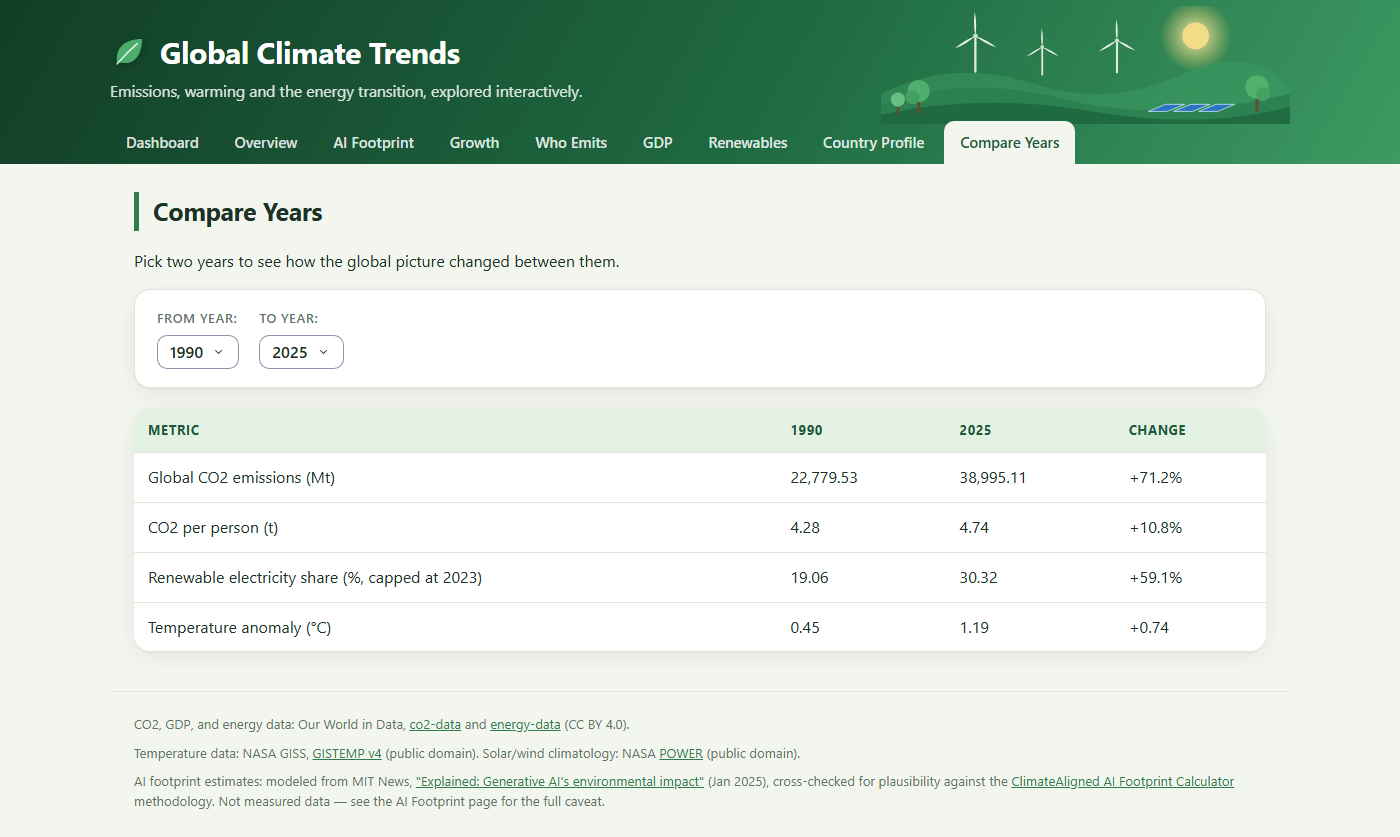 Global Climate Trends
Emissions, warming and the energy transition, explored interactively.
Dashboard Overview AI Footprint Growth Who Emits GDP Renewables Country Profile Compare Years
Compare Years
Pick two years to see how the global picture changed between them.
FROM YEAR: TO YEAR:
1990 2025
METRIC 1990 2025 CHANGE
Global CO2 emissions (Mt) 22,779.53 38,995.11 +71.2%
CO2 per person (t) 4.28 4.74 +10.8%
Renewable electricity share (%, capped at 2023) 19.06 30.32 +59.1%
Temperature anomaly (°C) 0.45 1.19 +0.74
CO2, GDP, and energy data: Our World in Data, co2-data and energy-data (CC BY 4.0).
Temperature data: NASA GISS, GISTEMP v4 (public domain). Solar/wind climatology: NASA POWER (public domain).
AI footprint estimates: modeled from MIT News, "Explained: Generative AI's environmental impact" (Jan 2025), cross-checked for plausibility against the ClimateAligned AI Footprint Calculator
methodology. Not measured data — see the AI Footprint page for the full caveat.